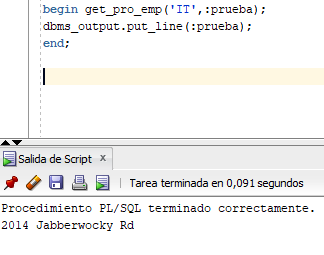 begin get_pro_emp('IT',:prueba);
dbms_output.put_line(:prueba);
end;
Salida de Script x
Tarea terminada en 0,091 segundos
Procedimiento PL/SQL terminado correctamente.
2014 Jabberwocky Rd